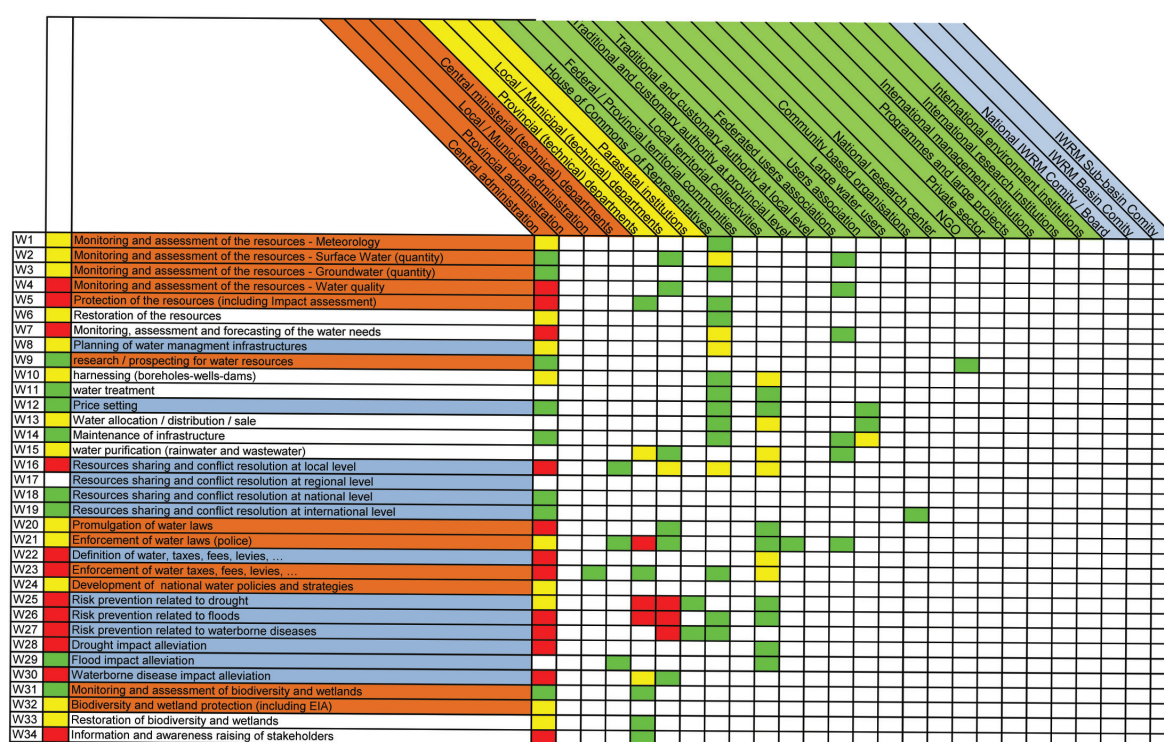 Central administration
Provincial administration
Local / Municipal administration
Central ministerial (technical) departments
Provincial (technical) departments
Local / Municipal (technical) departments
Parastatal institutions
House of Commons / of Representatives
Federal / Provincial territorial communities
Local territorial collectivities
Traditional and customary authority at provincial level
Traditional and customary authority at local level
Federated users associations
Users association
Large water users
Community based organisations
National research center
NGO
Private sector
Programmes and large protects
International management institutions
International research institutions
International environment institutions
National IWRM Comity / Board
IWRM Basin Comity
IWRM Sub-basin Comity
W1 Monitoring and assessment of the resources - Meteorology
W2 Monitoring and assessment of the resources - Surface Water (quantity)
W3 Monitoring and assessment of the resources - Groundwater (quantity)
W4 Monitoring and assessment of the resources - Water quality
W5 Protection of the resources (including Impact assessment)
W6 Restoration of the resources
W7 Monitoring, assessment and forecasting of the water needs
W8 Planning of water managment infrastructures
W9 research / prospecting for water resources
W10 harnessing (boreholes-wells-dams)
W11 water treatment
W12 Price setting
W13 Water allocation / distribution / sale
W14 Maintenance of infrastructure
W15 water purification (rainwater and wastewater)
W16 Resources sharing and conflict resolution at local level
W17 Resources sharing and conflict resolution at regional level
W18 Resources sharing and conflict resolution at national level
W19 Resources sharing and conflict resolution at international level
W20 Promulgation of water laws
W21 Enforcement of water laws (police)
W22 Definition of water, taxes, fees, levies, ...
W23 Enforcement of water taxes, fees, levies, ...
W24 Development of national water policies and strategies
W25 Risk prevention related to drought
W26 Risk prevention related to floods
W27 Risk prevention related to waterborne diseases
W28 Drought impact alleviation
W29 Flood impact alleviation
W30 Waterborne disease impact alleviation
W31 Monitoring and assessment of biodiversity and wetlands
W32 Biodiversity and wetland protection (including EIA)
W33 Restoration of biodiversity and wetlands
W34 Information and awareness raising of stakeholders